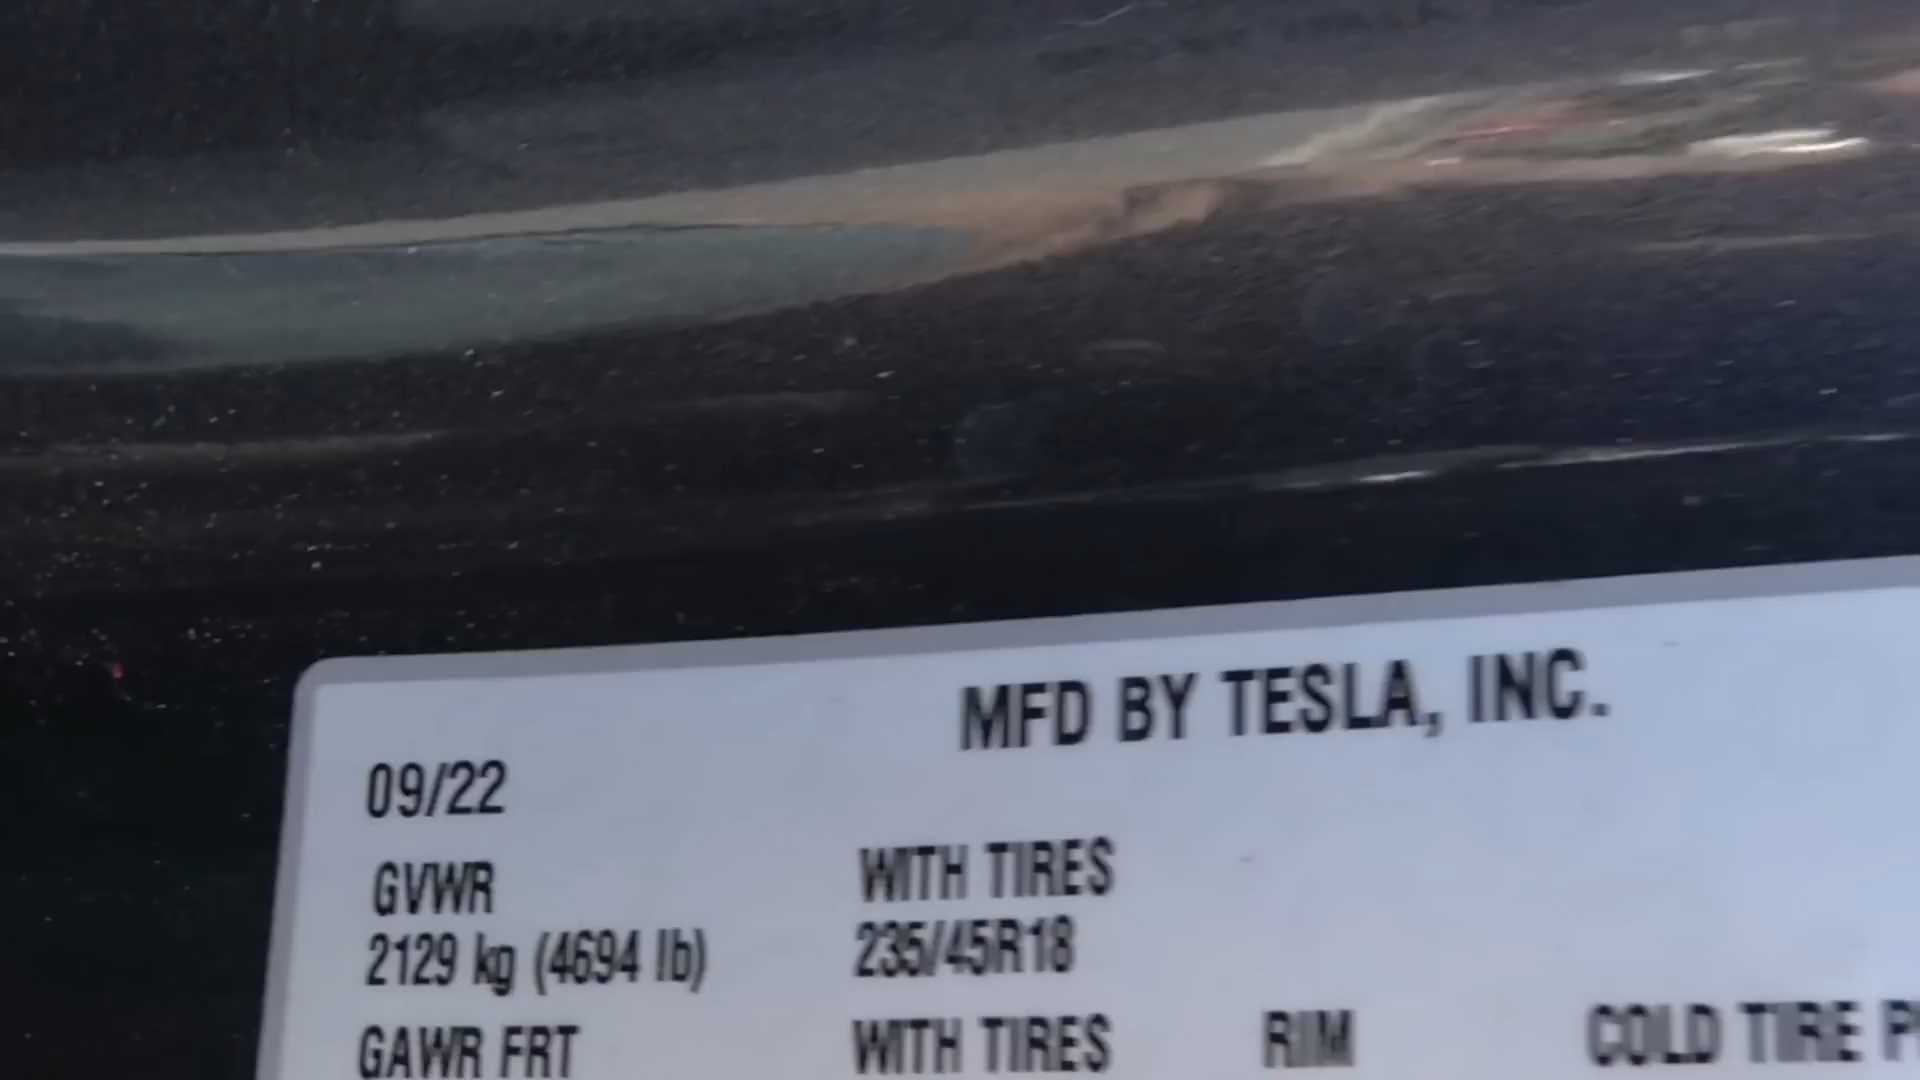 MFD BY TESLA, INC.
09/22
GVWR WITH TIRES
2129 kg (4694 lb) 235/45R18
GAWR FRT WITH TIRES RIM COLD TIRE